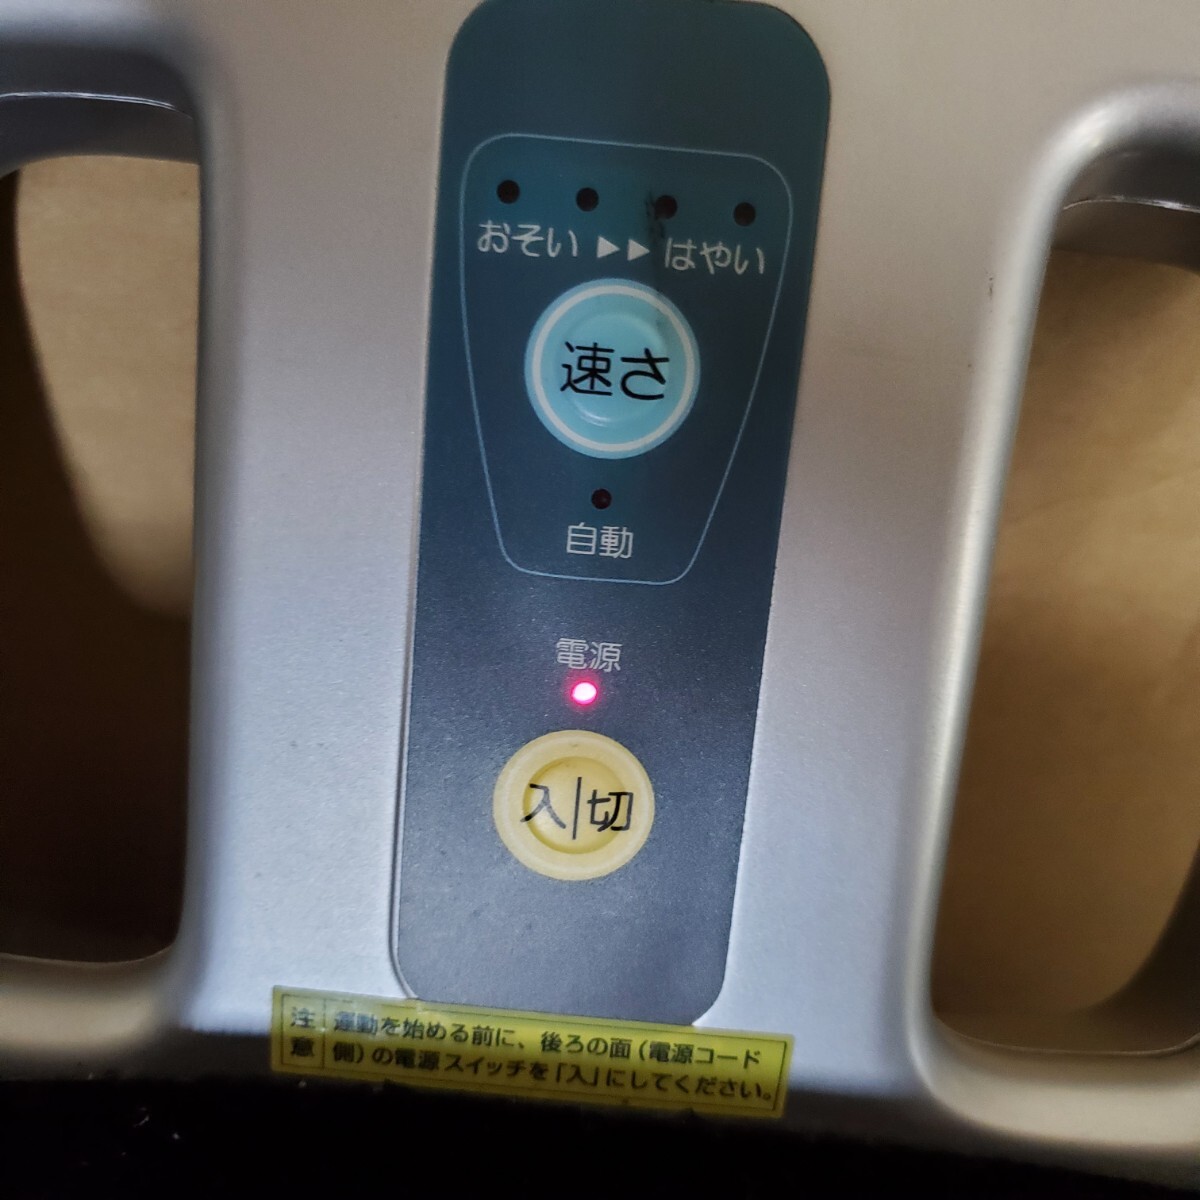 おそい ▶▶ はやい
速さ
自動
電源
入|切
注意
運動を始める前に、後ろの面(電源コード
側)の電源スイッチを「入」にしてください。